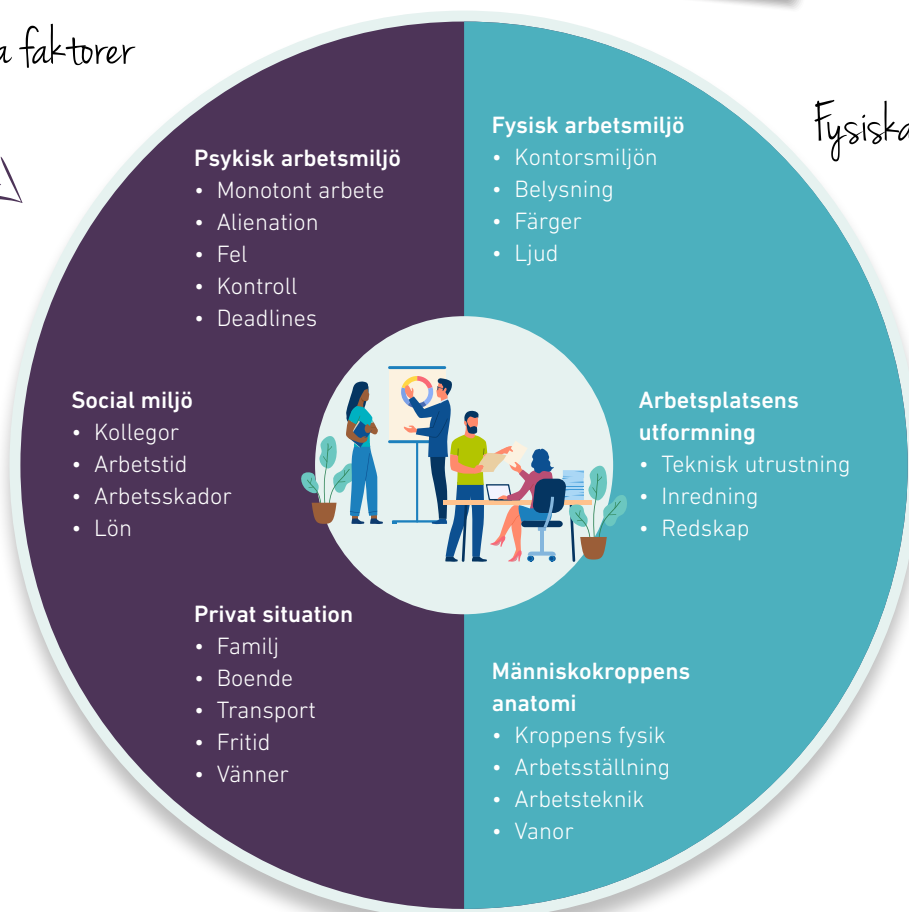 faktorer
Psykisk arbetsmiljö
• Monotont arbete
• Alienation
• Fel
• Kontroll
• Deadlines
Social miljö
• Kollegor
• Arbetstid
• Arbetsskador
• Lön
Privat situation
• Familj
• Boende
• Transport
• Fritid
• Vänner
Fysiska
Fysisk arbetsmiljö
• Kontorsmiljön
• Belysning
• Färger
• Ljud
Arbetsplatsens
utformning
• Teknisk utrustning
• Inredning
• Redskap
Människokroppens
anatomi
• Kroppens fysik
• Arbetsställning
• Arbetsteknik
• Vanor